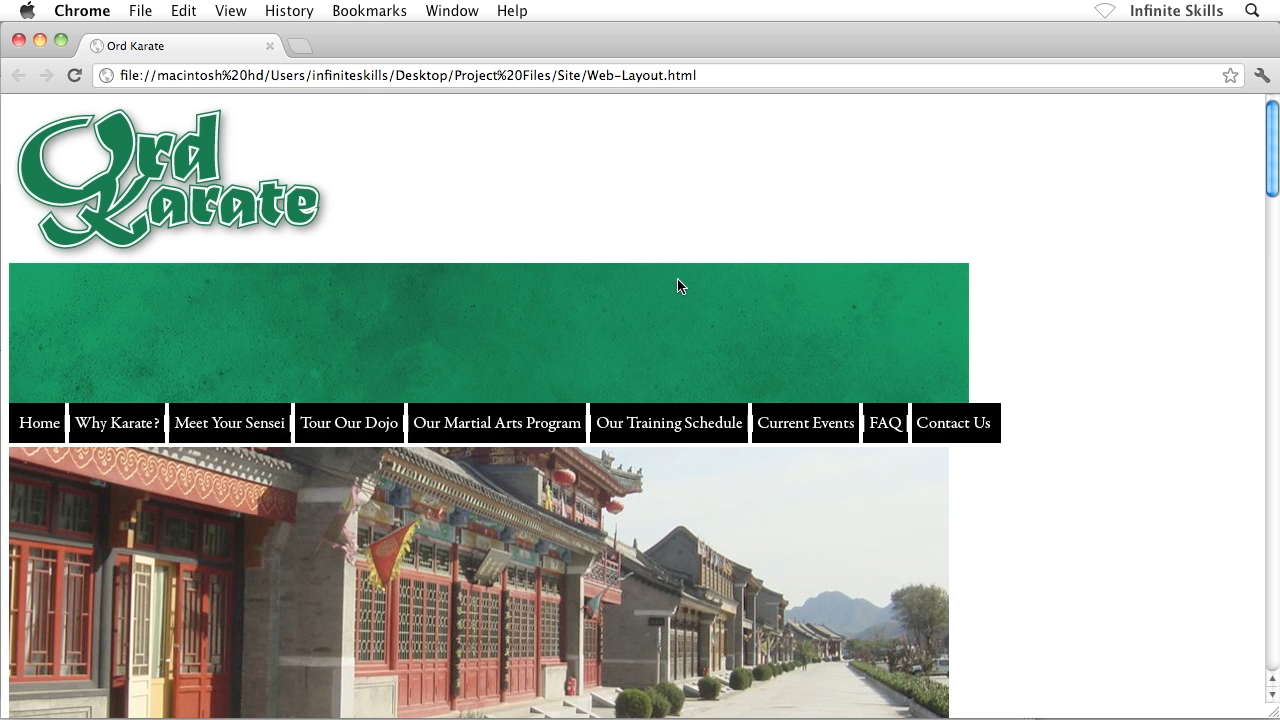 Chrome File Edit View History Bookmarks Window Help Infinite Skills
Ord Karate
file://macintosh%20hd/Users/infiniteskills/Desktop/Project%20Files/Site/Web-Layout.html
Ord
Karate
Home Why Karate? Meet Your Sensei Tour Our Dojo Our Martial Arts Program Our Training Schedule Current Events FAQ Contact Us